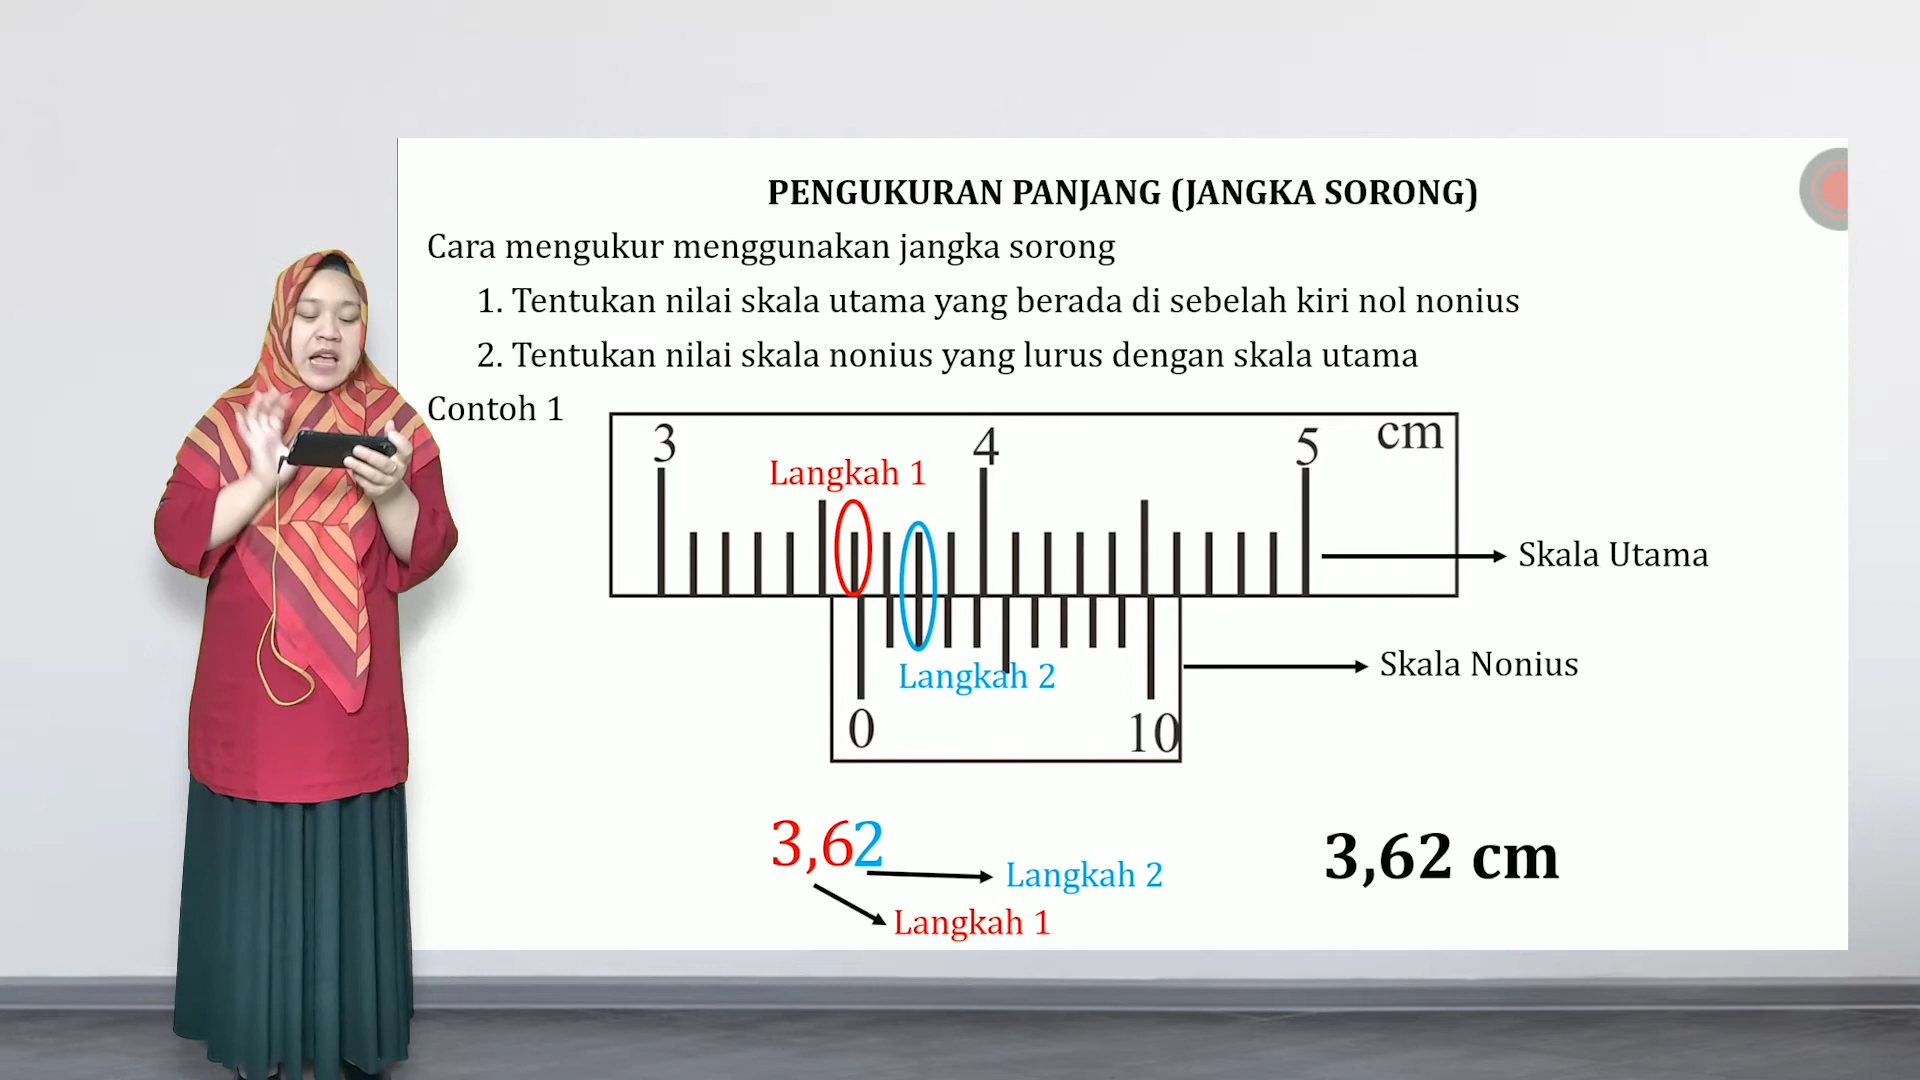 PENGUKURAN PANJANG (JANGKA SORONG)
Cara mengukur menggunakan jangka sorong
1. Tentukan nilai skala utama yang berada di sebelah kiri nol nonius
2. Tentukan nilai skala nonius yang lurus dengan skala utama
Contoh 1
3 4 5 cm
Langkah 1
Skala Utama
Skala Nonius
Langkah 2
0 10
3,62
3,62 cm
Langkah 2
Langkah 1